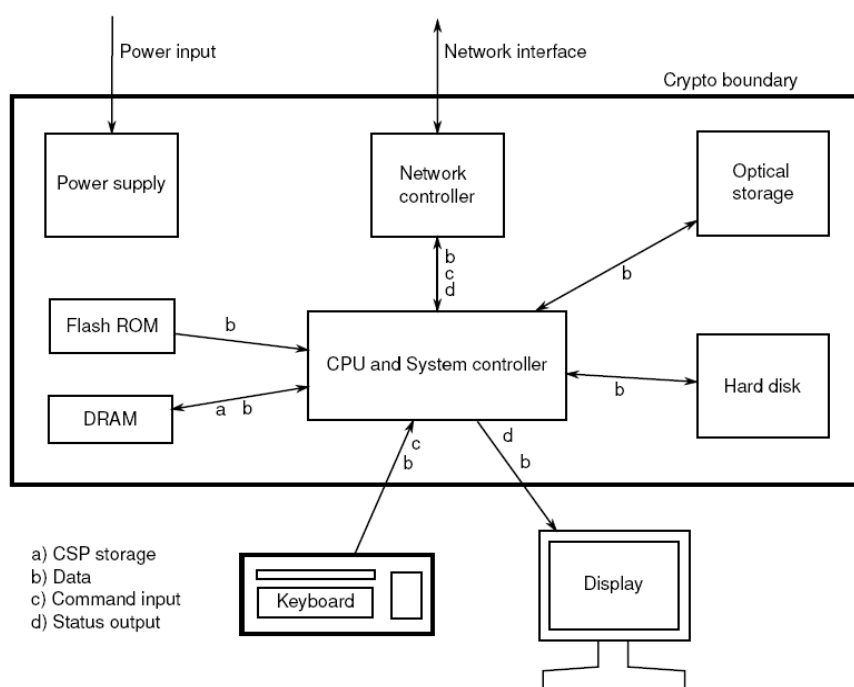 Power input
Network interface
Crypto boundary
Power supply
Network
controller
Optical
storage
b
c
d
b
Flash ROM
b
CPU and System controller
b
Hard disk
DRAM
a b
c
b
d
b
a) CSP storage
b) Data
c) Command input
d) Status output
Keyboard
Display